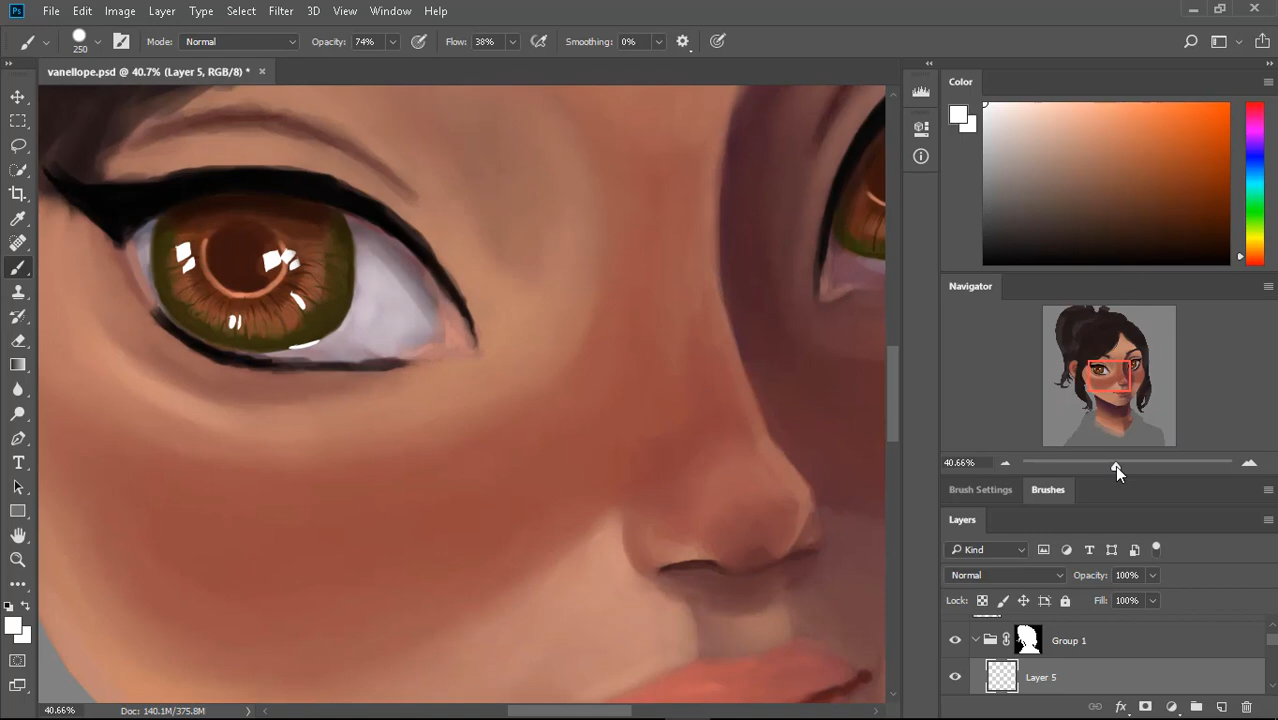 Ps File Edit Image Layer Type Select Filter 3D View Window Help
250 Mode: Normal Opacity: 74% Flow: 38% Smoothing: 0%
vanellope.psd @ 40.7% (Layer 5, RGB/8) *
Color
Navigator
40.66%
Brush Settings Brushes
Layers
Kind
Normal Opacity: 100%
Lock: Fill: 100%
Group 1
Layer 5
fx
40.66% Doc: 140.1M/375.8M